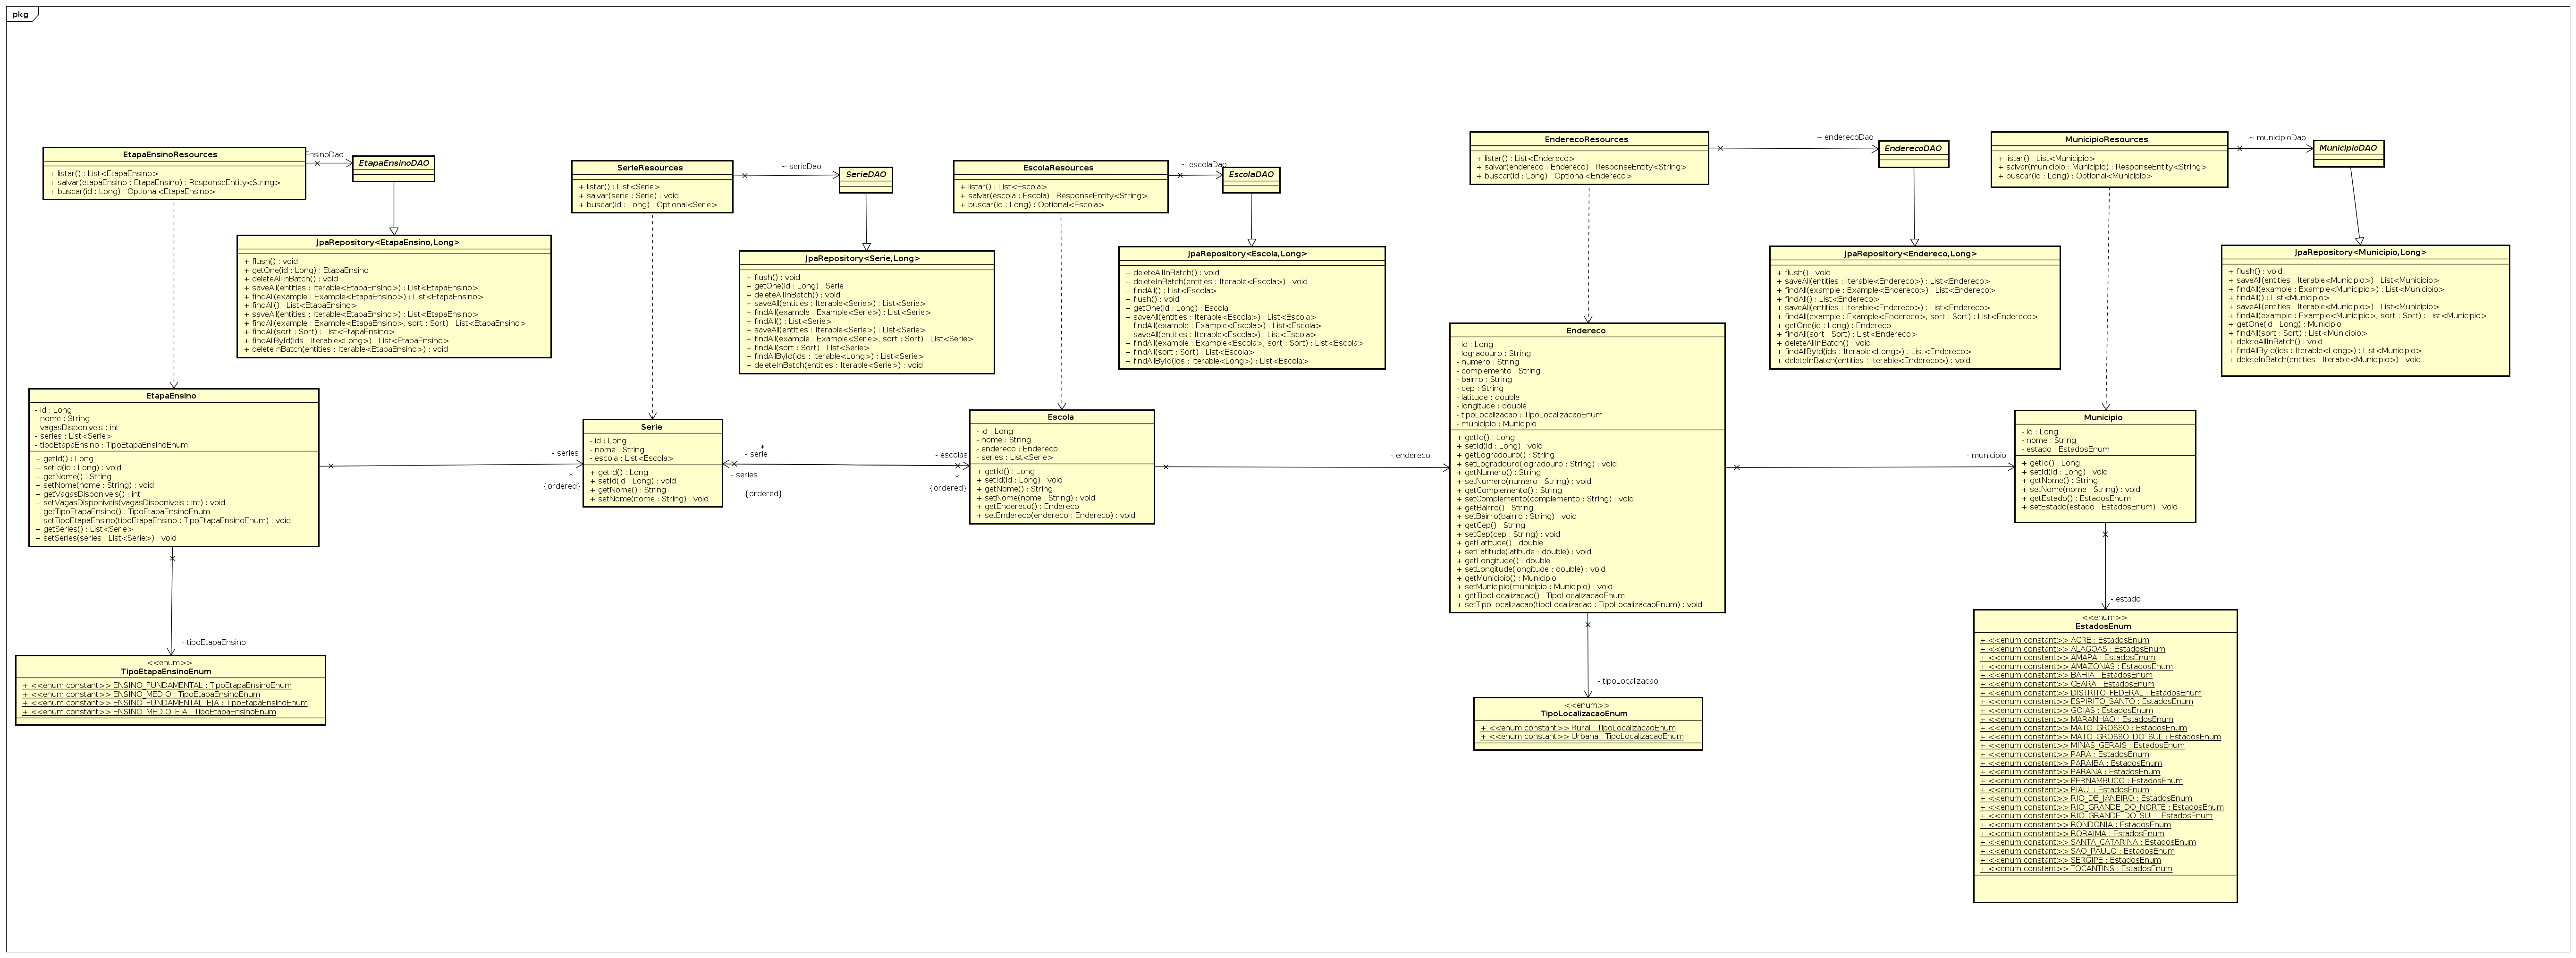 pkg
EtapaEnsinoResources
+ listar() : List<EtapaEnsino>
+ salvar(etapaEnsino : EtapaEnsino) : ResponseEntity<String>
+ buscar(id : Long) : Optional<EtapaEnsino>
EnsinoDao
EtapaEnsinoDAO
JpaRepository<EtapaEnsino,Long>
+ flush() : void
+ getOne(id : Long) : EtapaEnsino
+ deleteAllInBatch() : void
+ saveAll(entities : Iterable<EtapaEnsino>) : List<EtapaEnsino>
+ findAll(example : Example<EtapaEnsino>) : List<EtapaEnsino>
+ findAll() : List<EtapaEnsino>
+ saveAll(entities : Iterable<EtapaEnsino>) : List<EtapaEnsino>
+ findAll(example : Example<EtapaEnsino>, sort : Sort) : List<EtapaEnsino>
+ findAll(sort : Sort) : List<EtapaEnsino>
+ findAllById(ids : Iterable<Long>) : List<EtapaEnsino>
+ deleteInBatch(entities : Iterable<EtapaEnsino>) : void
SerieResources
+ listar() : List<Serie>
+ salvar(serie : Serie) : void
+ buscar(id : Long) : Optional<Serie>
~ serieDao
SerieDAO
JpaRepository<Serie,Long>
+ flush() : void
+ getOne(id : Long) : Serie
+ deleteAllInBatch() : void
+ saveAll(entities : Iterable<Serie>) : List<Serie>
+ findAll(example : Example<Serie>) : List<Serie>
+ findAll() : List<Serie>
+ saveAll(entities : Iterable<Serie>) : List<Serie>
+ findAll(example : Example<Serie>, sort : Sort) : List<Serie>
+ findAll(sort : Sort) : List<Serie>
+ findAllById(ids : Iterable<Long>) : List<Serie>
+ deleteInBatch(entities : Iterable<Serie>) : void
EscolaResources
+ listar() : List<Escola>
+ salvar(escola : Escola) : ResponseEntity<String>
+ buscar(id : Long) : Optional<Escola>
~ escolaDao
EscolaDAO
JpaRepository<Escola,Long>
+ deleteAllInBatch() : void
+ deleteInBatch(entities : Iterable<Escola>) : void
+ findAll() : List<Escola>
+ flush() : void
+ getOne(id : Long) : Escola
+ saveAll(entities : Iterable<Escola>) : List<Escola>
+ findAll(example : Example<Escola>) : List<Escola>
+ saveAll(entities : Iterable<Escola>) : List<Escola>
+ findAll(example : Example<Escola>, sort : Sort) : List<Escola>
+ findAll(sort : Sort) : List<Escola>
+ findAllById(ids : Iterable<Long>) : List<Escola>
EnderecoResources
+ listar() : List<Endereco>
+ salvar(endereco : Endereco) : ResponseEntity<String>
+ buscar(id : Long) : Optional<Endereco>
~ enderecoDao
EnderecoDAO
JpaRepository<Endereco,Long>
+ flush() : void
+ saveAll(entities : Iterable<Endereco>) : List<Endereco>
+ findAll(example : Example<Endereco>) : List<Endereco>
+ findAll() : List<Endereco>
+ saveAll(entities : Iterable<Endereco>) : List<Endereco>
+ findAll(example : Example<Endereco>, sort : Sort) : List<Endereco>
+ getOne(id : Long) : Endereco
+ findAll(sort : Sort) : List<Endereco>
+ deleteAllInBatch() : void
+ findAllById(ids : Iterable<Long>) : List<Endereco>
+ deleteInBatch(entities : Iterable<Endereco>) : void
MunicipioResources
+ listar() : List<Municipio>
+ salvar(municipio : Municipio) : ResponseEntity<String>
+ buscar(id : Long) : Optional<Municipio>
~ municipioDao
MunicipioDAO
JpaRepository<Municipio,Long>
+ flush() : void
+ saveAll(entities : Iterable<Municipio>) : List<Municipio>
+ findAll(example : Example<Municipio>) : List<Municipio>
+ findAll() : List<Municipio>
+ saveAll(entities : Iterable<Municipio>) : List<Municipio>
+ findAll(example : Example<Municipio>, sort : Sort) : List<Municipio>
+ getOne(id : Long) : Municipio
+ findAll(sort : Sort) : List<Municipio>
+ deleteAllInBatch() : void
+ findAllById(ids : Iterable<Long>) : List<Municipio>
+ deleteInBatch(entities : Iterable<Municipio>) : void
EtapaEnsino
- id : Long
- nome : String
- vagasDisponiveis : int
- series : List<Serie>
- tipoEtapaEnsino : TipoEtapaEnsinoEnum
+ getId() : Long
+ setId(id : Long) : void
+ getNome() : String
+ setNome(nome : String) : void
+ getVagasDisponiveis() : int
+ setVagasDisponiveis(vagasDisponiveis : int) : void
+ getTipoEtapaEnsino() : TipoEtapaEnsinoEnum
+ setTipoEtapaEnsino(tipoEtapaEnsino : TipoEtapaEnsinoEnum) : void
+ getSeries() : List<Serie>
+ setSeries(series : List<Serie>) : void
- series
*
{ordered}
Serie
- id : Long
- nome : String
- escola : List<Escola>
+ getId() : Long
+ setId(id : Long) : void
+ getNome() : String
+ setNome(nome : String) : void
*
- serie
- series
{ordered}
- escolas
*
{ordered}
Escola
- id : Long
- nome : String
- endereco : Endereco
- series : List<Serie>
+ getId() : Long
+ setId(id : Long) : void
+ getNome() : String
+ setNome(nome : String) : void
+ getEndereco() : Endereco
+ setEndereco(endereco : Endereco) : void
- endereco
Endereco
- id : Long
- logradouro : String
- numero : String
- complemento : String
- bairro : String
- cep : String
- latitude : double
- longitude : double
- tipoLocalizacao : TipoLocalizacaoEnum
- municipio : Municipio
+ getId() : Long
+ setId(id : Long) : void
+ getLogradouro() : String
+ setLogradouro(logradouro : String) : void
+ getNumero() : String
+ setNumero(numero : String) : void
+ getComplemento() : String
+ setComplemento(complemento : String) : void
+ getBairro() : String
+ setBairro(bairro : String) : void
+ getCep() : String
+ setCep(cep : String) : void
+ getLatitude() : double
+ setLatitude(latitude : double) : void
+ getLongitude() : double
+ setLongitude(longitude : double) : void
+ getMunicipio() : Municipio
+ setMunicipio(municipio : Municipio) : void
+ getTipoLocalizacao() : TipoLocalizacaoEnum
+ setTipoLocalizacao(tipoLocalizacao : TipoLocalizacaoEnum) : void
- municipio
Municipio
- id : Long
- nome : String
- estado : EstadosEnum
+ getId() : Long
+ setId(id : Long) : void
+ getNome() : String
+ setNome(nome : String) : void
+ getEstado() : EstadosEnum
+ setEstado(estado : EstadosEnum) : void
- tipoEtapaEnsino
<<enum>>
TipoEtapaEnsinoEnum
+ <<enum constant>> ENSINO_FUNDAMENTAL : TipoEtapaEnsinoEnum
+ <<enum constant>> ENSINO_MEDIO : TipoEtapaEnsinoEnum
+ <<enum constant>> ENSINO_FUNDAMENTAL_EJA : TipoEtapaEnsinoEnum
+ <<enum constant>> ENSINO_MEDIO_EJA : TipoEtapaEnsinoEnum
- tipoLocalizacao
<<enum>>
TipoLocalizacaoEnum
+ <<enum constant>> Rural : TipoLocalizacaoEnum
+ <<enum constant>> Urbana : TipoLocalizacaoEnum
- estado
<<enum>>
EstadosEnum
+ <<enum constant>> ACRE : EstadosEnum
+ <<enum constant>> ALAGOAS : EstadosEnum
+ <<enum constant>> AMAPA : EstadosEnum
+ <<enum constant>> AMAZONAS : EstadosEnum
+ <<enum constant>> BAHIA : EstadosEnum
+ <<enum constant>> CEARA : EstadosEnum
+ <<enum constant>> DISTRITO_FEDERAL : EstadosEnum
+ <<enum constant>> ESPIRITO_SANTO : EstadosEnum
+ <<enum constant>> GOIAS : EstadosEnum
+ <<enum constant>> MARANHAO : EstadosEnum
+ <<enum constant>> MATO_GROSSO : EstadosEnum
+ <<enum constant>> MATO_GROSSO_DO_SUL : EstadosEnum
+ <<enum constant>> MINAS_GERAIS : EstadosEnum
+ <<enum constant>> PARA : EstadosEnum
+ <<enum constant>> PARAIBA : EstadosEnum
+ <<enum constant>> PARANA : EstadosEnum
+ <<enum constant>> PERNAMBUCO : EstadosEnum
+ <<enum constant>> PIAUI : EstadosEnum
+ <<enum constant>> RIO_DE_JANEIRO : EstadosEnum
+ <<enum constant>> RIO_GRANDE_DO_NORTE : EstadosEnum
+ <<enum constant>> RIO_GRANDE_DO_SUL : EstadosEnum
+ <<enum constant>> RONDONIA : EstadosEnum
+ <<enum constant>> RORAIMA : EstadosEnum
+ <<enum constant>> SANTA_CATARINA : EstadosEnum
+ <<enum constant>> SAO_PAULO : EstadosEnum
+ <<enum constant>> SERGIPE : EstadosEnum
+ <<enum constant>> TOCANTINS : EstadosEnum